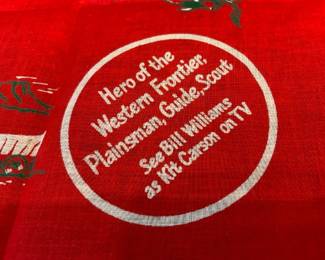 Hero of the
Western Frontier,
Plainsman, Guide, Scout
See Bill Williams
as Kit Carson on TV